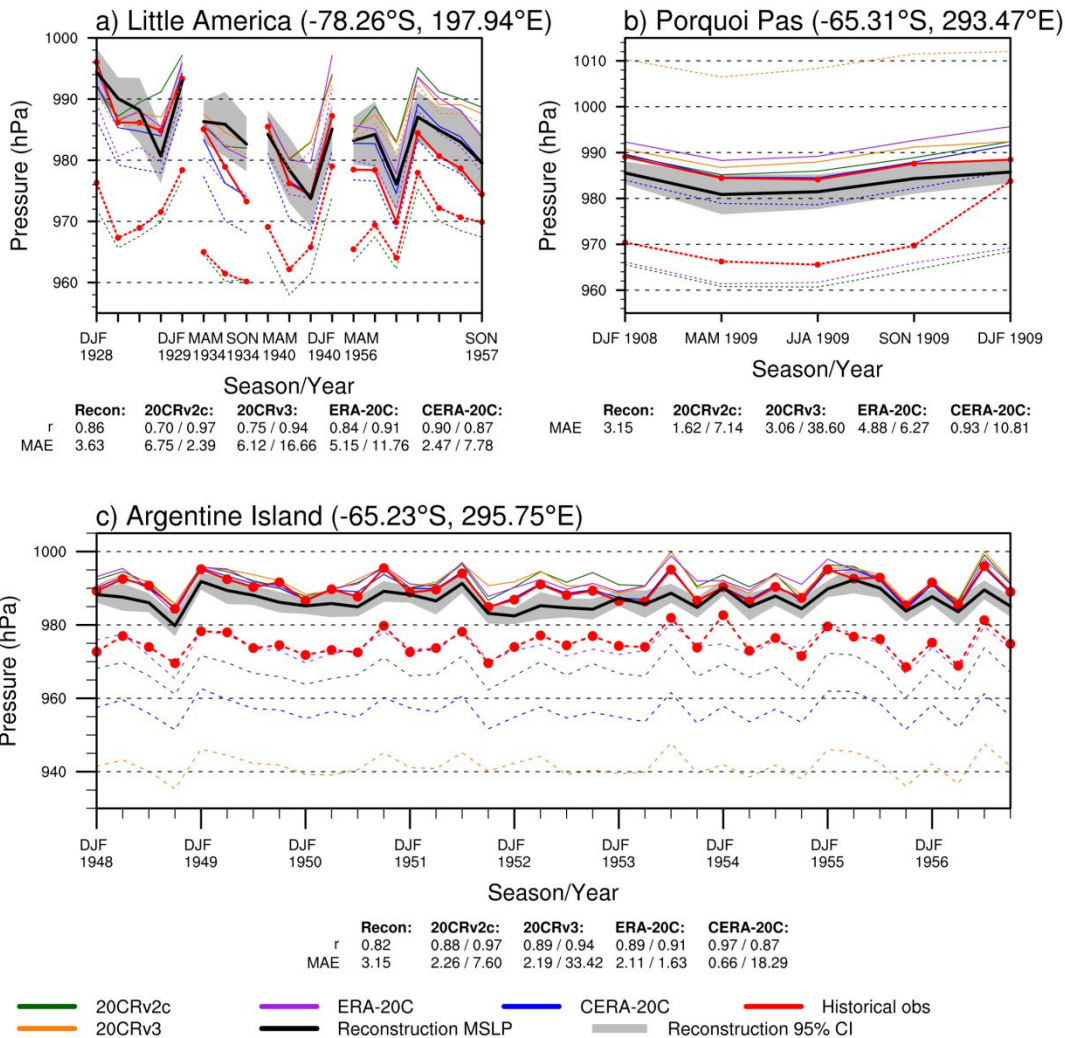 a) Little America (-78.26°S, 197.94°E)
Pressure (hPa)
1000
990
980
970
960
DJF DJF MAM SON MAM DJF MAM SON
1928 1929 1934 1934 1940 1940 1956 1957
Season/Year
Recon: 20CRv2c: 20CRv3: ERA-20C: CERA-20C:
r 0.86 0.70 / 0.97 0.75 / 0.94 0.84 / 0.91 0.90 / 0.87
MAE 3.63 6.75 / 2.39 6.12 / 16.66 5.15 / 11.76 2.47 / 7.78
b) Porquoi Pas (-65.31°S, 293.47°E)
Pressure (hPa)
1010
1000
990
980
970
960
DJF 1908 MAM 1909 JJA 1909 SON 1909 DJF 1909
Season/Year
Recon: 20CRv2c: 20CRv3: ERA-20C: CERA-20C:
MAE 3.15 1.62 / 7.14 3.06 / 38.60 4.88 / 6.27 0.93 / 10.81
c) Argentine Island (-65.23°S, 295.75°E)
Pressure (hPa)
1000
980
960
940
DJF DJF DJF DJF DJF DJF DJF DJF DJF
1948 1949 1950 1951 1952 1953 1954 1955 1956
Season/Year
Recon: 20CRv2c: 20CRv3: ERA-20C: CERA-20C:
r 0.82 0.88 / 0.97 0.89 / 0.94 0.89 / 0.91 0.97 / 0.87
MAE 3.15 2.26 / 7.60 2.19 / 33.42 2.11 / 1.63 0.66 / 18.29
20CRv2c ERA-20C CERA-20C Historical obs
20CRv3 Reconstruction MSLP Reconstruction 95% CI